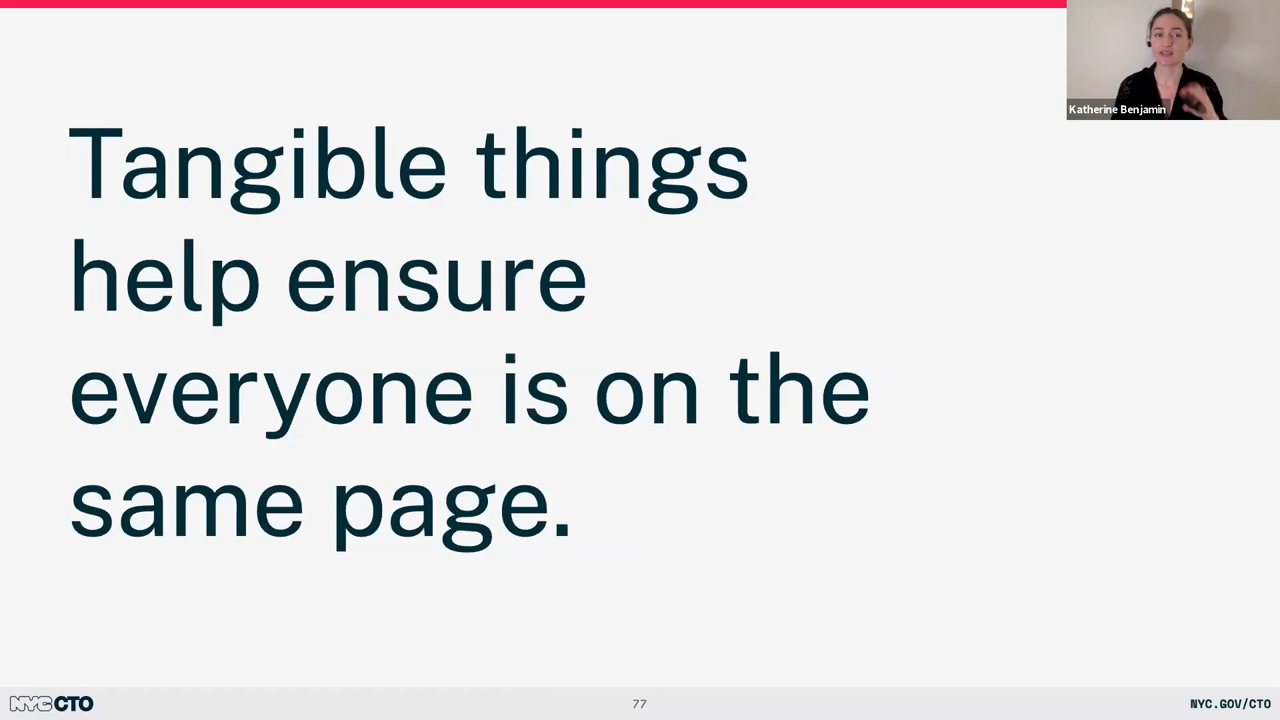 Katherine Benjamin
Tangible things
help ensure
everyone is on the
same page.
NYC CTO
77
NYC.GOV/CTO